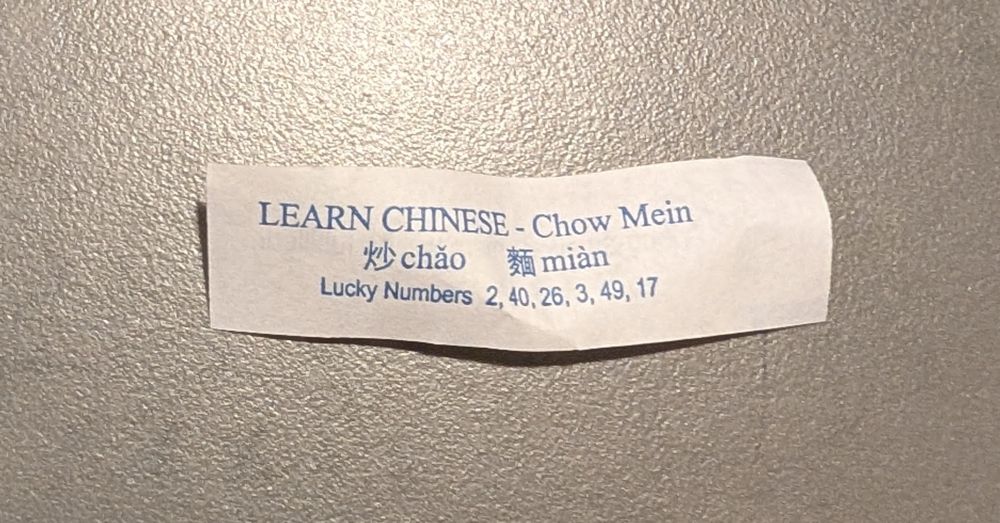 LEARN CHINESE - Chow Mein
炒 chǎo 麵 miàn
Lucky Numbers 2, 40, 26, 3, 49, 17